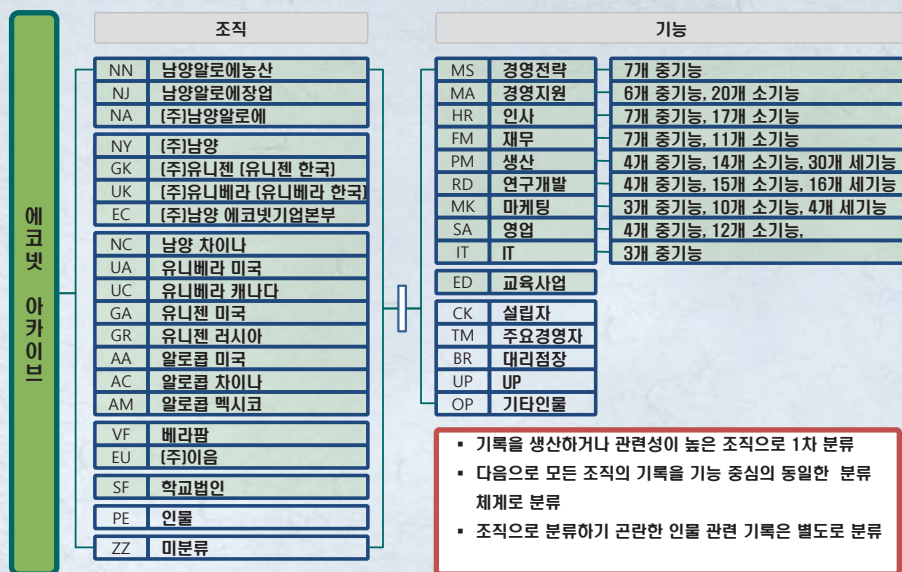 에코넷 아카이브
조직
NN 남양알로에농산
NJ 남양알로에장업
NA (주)남양알로에
NY (주)남양
GK (주)유니젠 (유니젠 한국)
UK (주)유니베라 (유니베라 한국)
EC (주)남양 에코넷기업본부
NC 남양 차이나
UA 유니베라 미국
UC 유니베라 캐나다
GA 유니젠 미국
GR 유니젠 러시아
AA 알로콥 미국
AC 알로콥 차이나
AM 알로콥 멕시코
VF 베라팜
EU (주)이음
SF 학교법인
PE 인물
ZZ 미분류
기능
MS 경영전략 7개 중기능
MA 경영지원 6개 중기능, 20개 소기능
HR 인사 7개 중기능, 17개 소기능
FM 재무 7개 중기능, 11개 소기능
PM 생산 4개 중기능, 14개 소기능, 30개 세기능
RD 연구개발 4개 중기능, 15개 소기능, 16개 세기능
MK 마케팅 3개 중기능, 10개 소기능, 4개 세기능
SA 영업 4개 중기능, 12개 소기능,
IT IT 3개 중기능
ED 교육사업
CK 설립자
TM 주요경영자
BR 대리점장
UP UP
OP 기타인물
▪ 기록을 생산하거나 관련성이 높은 조직으로 1차 분류
▪ 다음으로 모든 조직의 기록을 기능 중심의 동일한 분류
체계로 분류
▪ 조직으로 분류하기 곤란한 인물 관련 기록은 별도로 분류